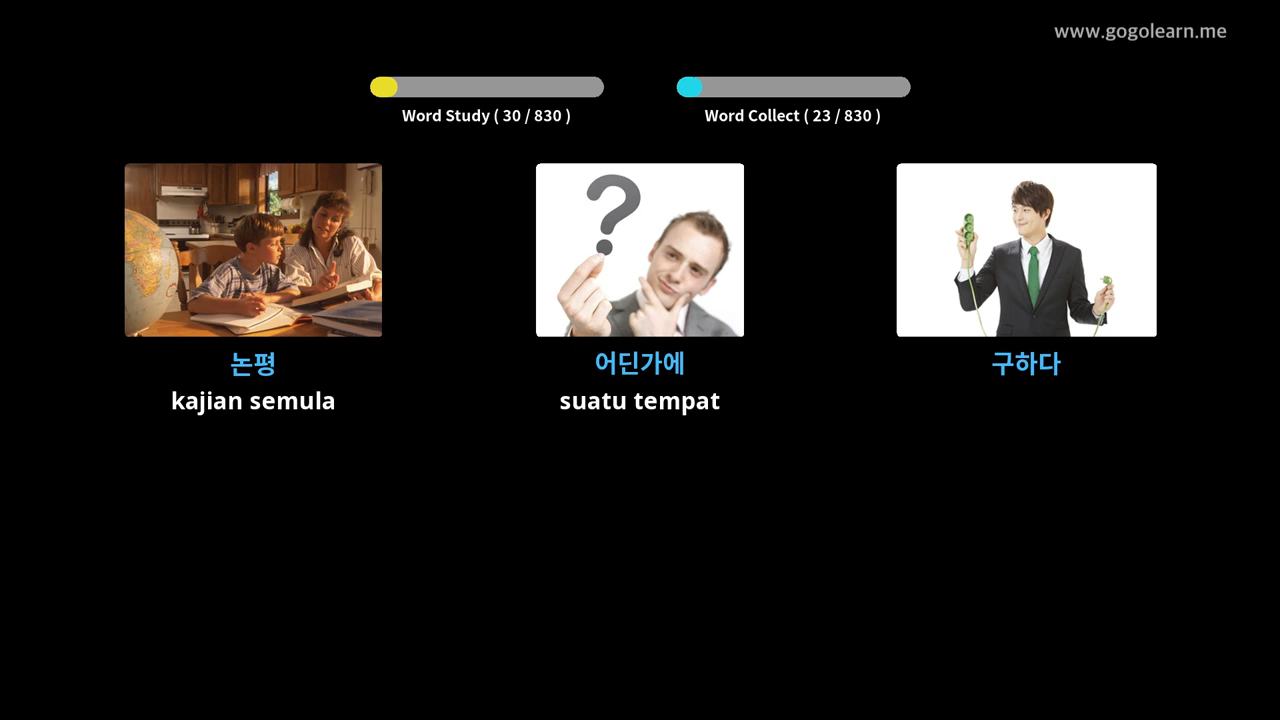 www.gogolearn.me
Word Study ( 30 / 830 )
Word Collect ( 23 / 830 )
논평
kajian semula
어딘가에
suatu tempat
구하다